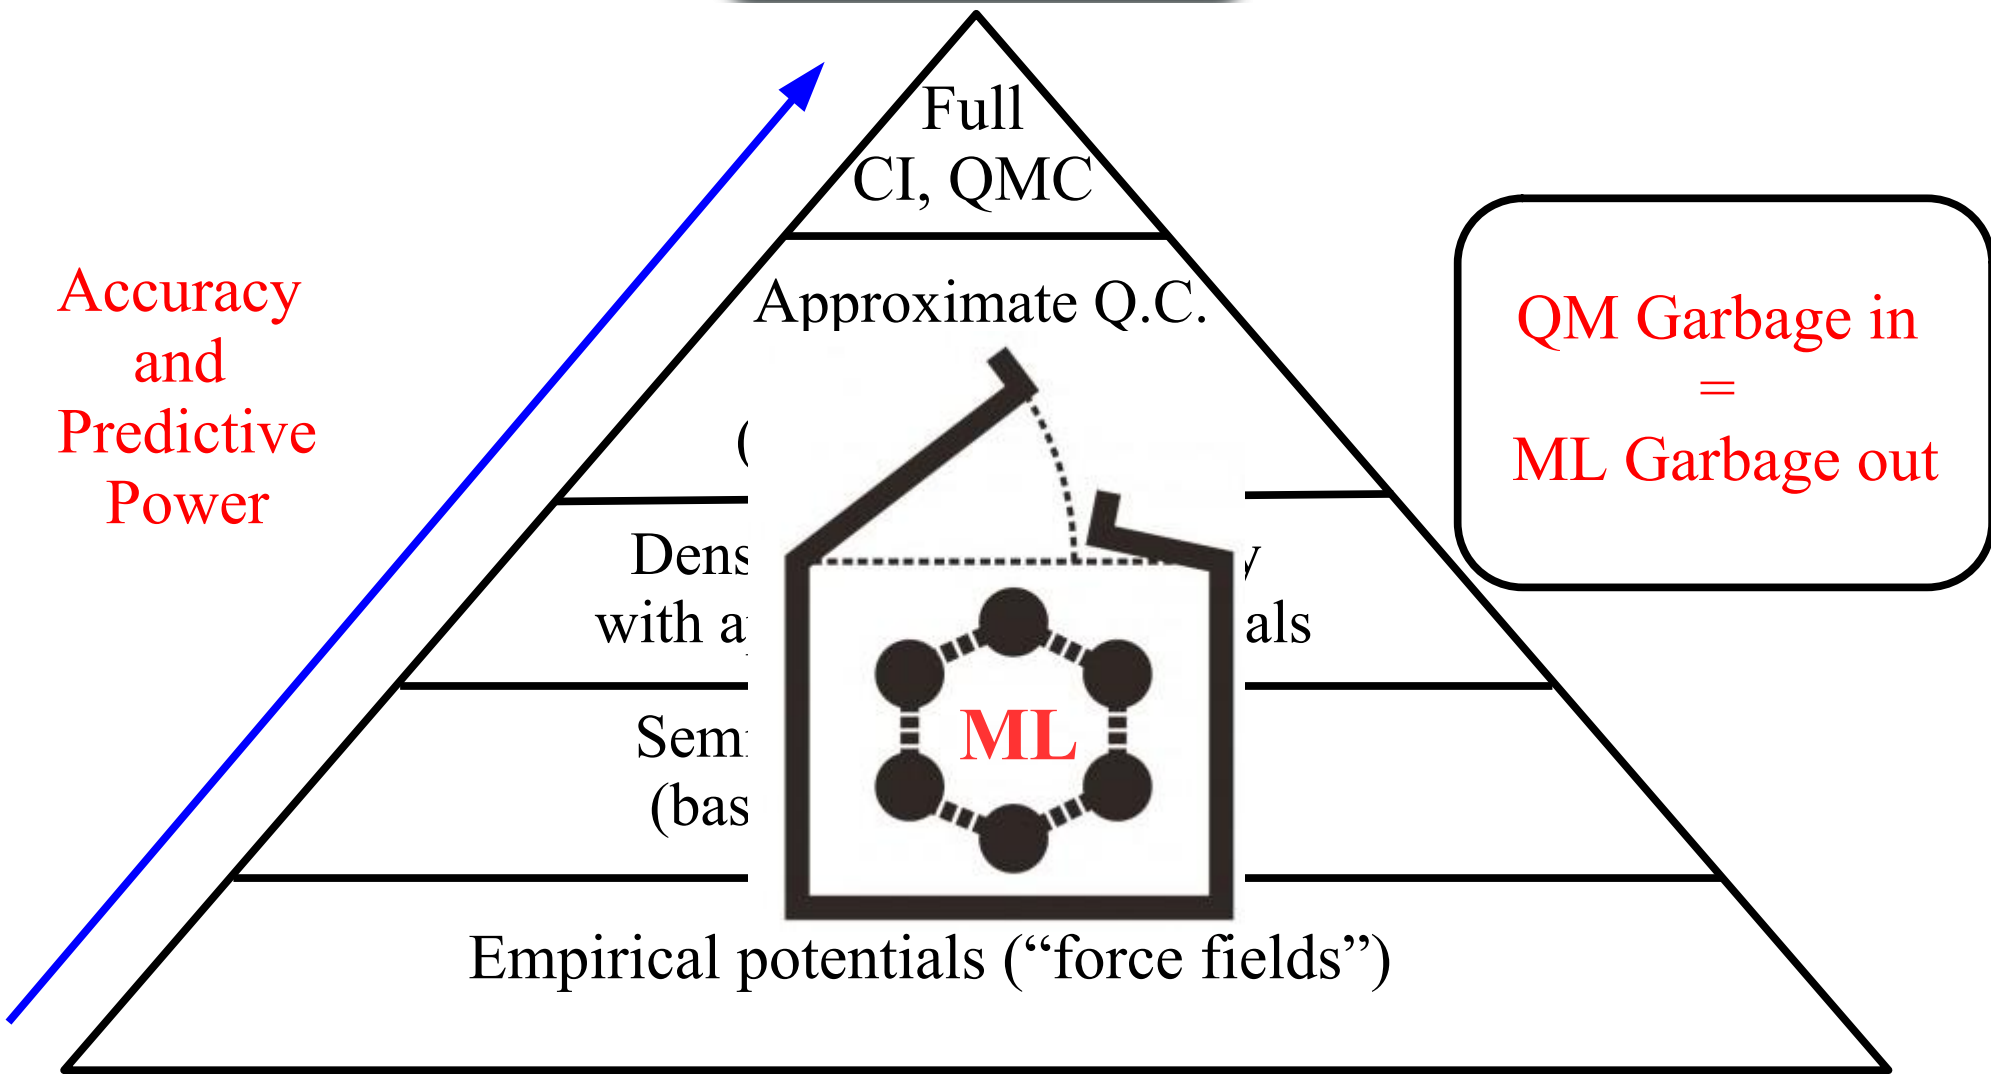 Full
CI, QMC
Accuracy
and
Predictive
Power
Approximate Q.C.
(
QM Garbage in
=
ML Garbage out
Dens
y
with a
als
Sem
ML
(bas
Empirical potentials (“force fields”)